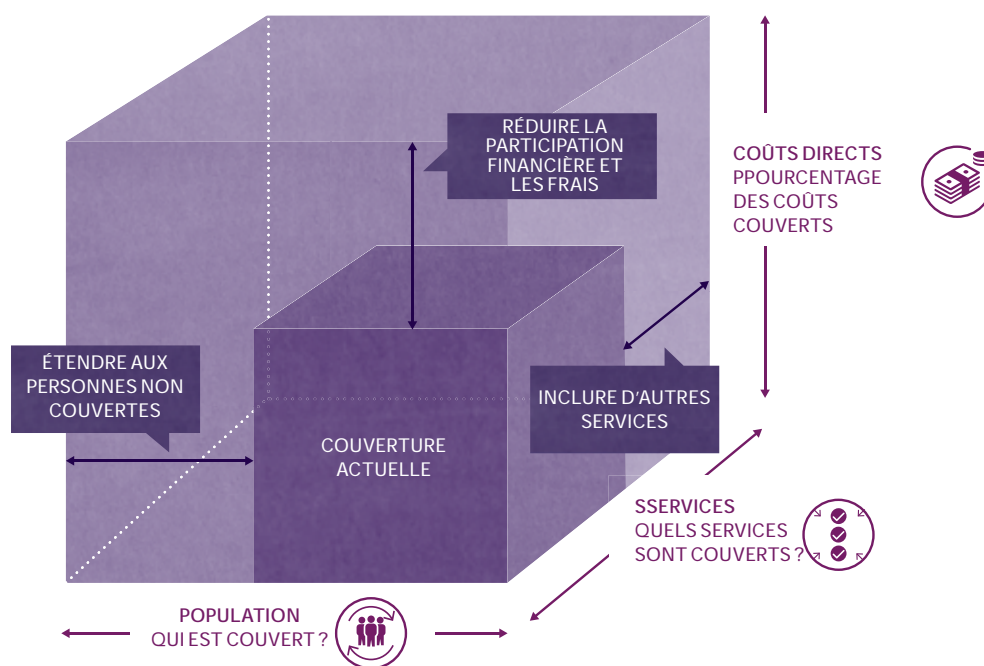 RÉDUIRE LA
PARTICIPATION
FINANCIÈRE ET
LES FRAIS
COÛTS DIRECTS
PPOURCENTAGE
DES COÛTS
COUVERTS
ÉTENDRE AUX
PERSONNES NON
COUVERTES
INCLURE D'AUTRES
SERVICES
COUVERTURE
ACTUELLE
SSERVICES
QUELS SERVICES
SONT COUVERTS ?
POPULATION
QUI EST COUVERT ?